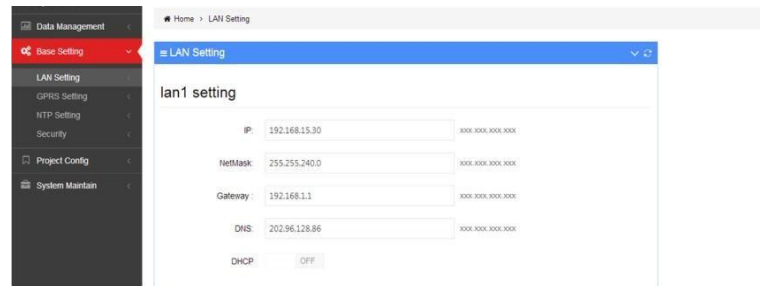 Data Management
Home > LAN Setting
Base Setting
LAN Setting
LAN Setting
GPRS Setting
NTP Setting
Security
Project Config
System Maintain
lan1 setting
IP: 192.168.15.30 xxx.xxx.xxx.xxx
NetMask: 255.255.240.0 xxx.xxx.xxx.xxx
Gateway : 192.168.1.1 xxx.xxx.xxx.xxx
DNS: 202.96.128.86 xxx.xxx.xxx.xxx
DHCP OFF